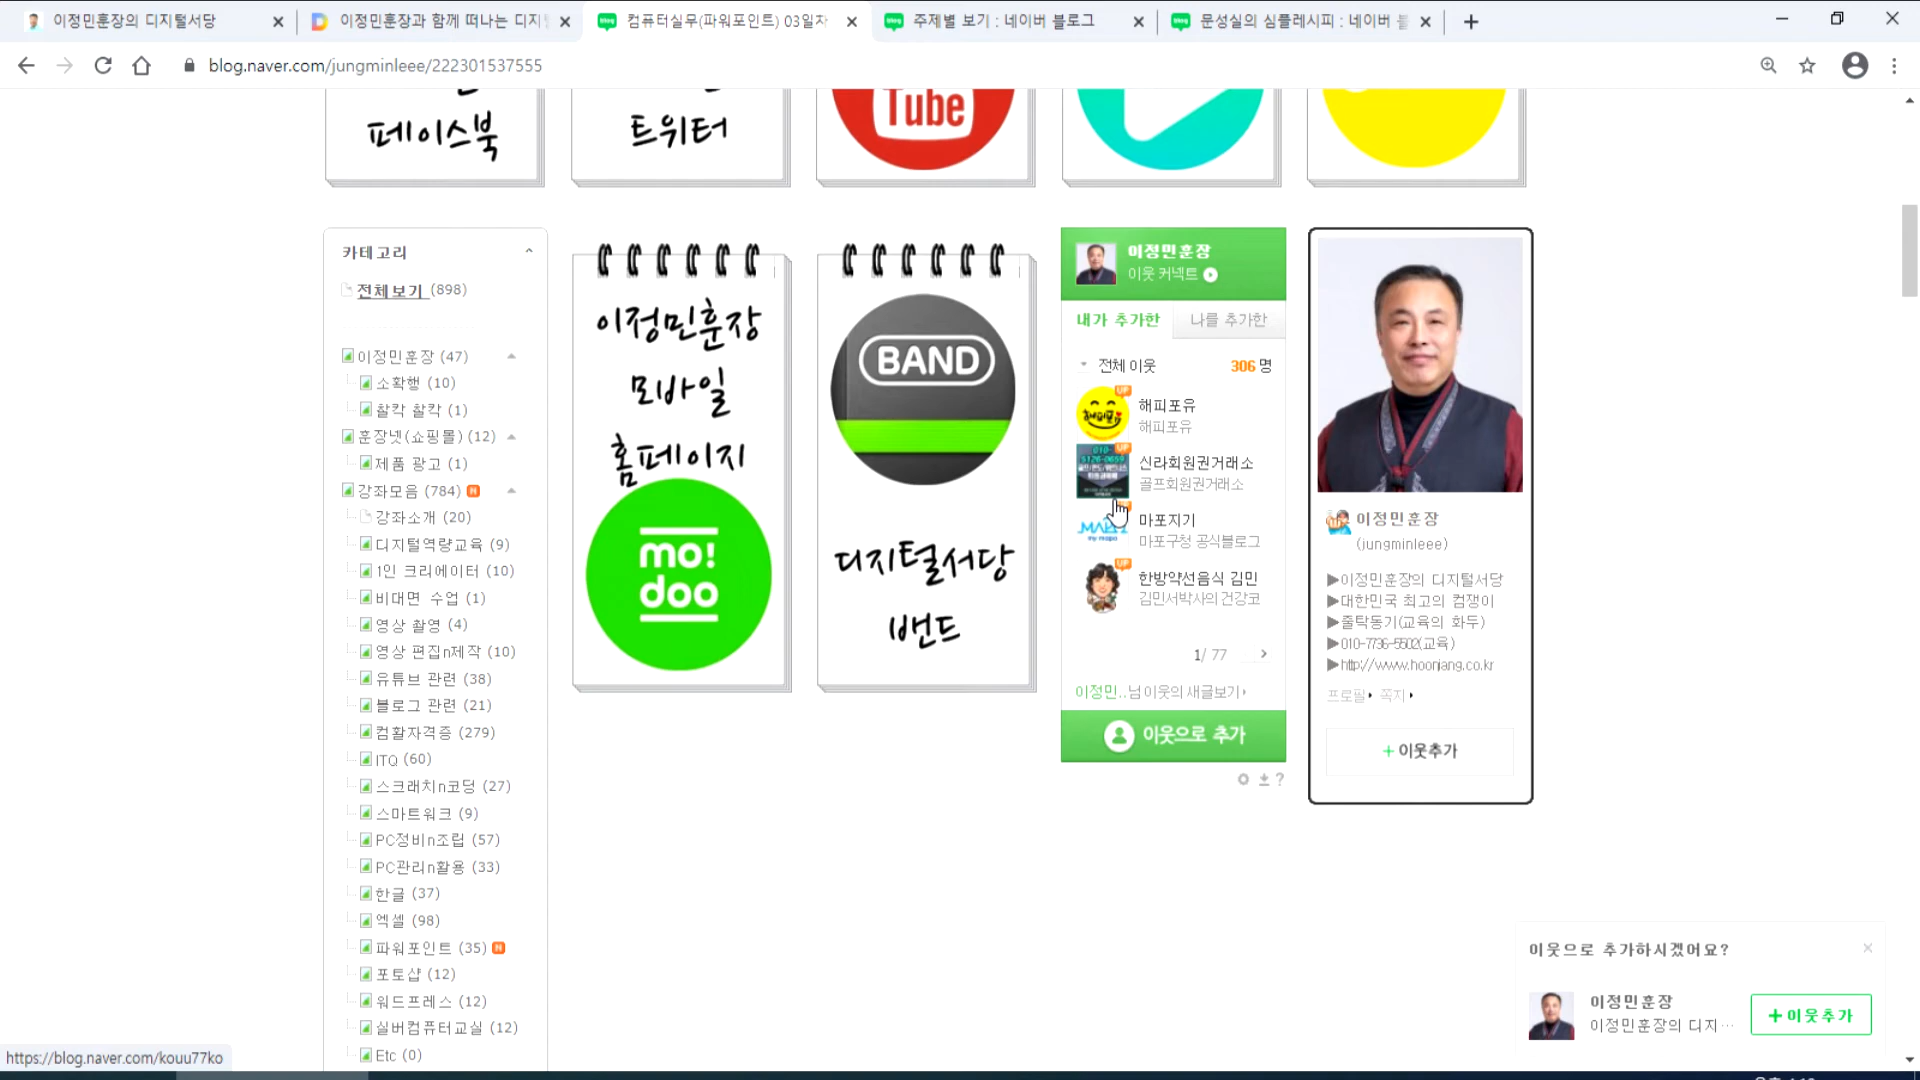 이정민훈장의 디지털서당
이정민훈장과 함께 떠나는 디지털
컴퓨터실무(파워포인트) 03일차
주제별 보기 : 네이버 블로그
문성실의 심플레시피 : 네이버 블
blog.naver.com/jungminleee/222301537555
페이스북
트위터
Tube
카테고리
전체보기 (898)
이정민훈장 (47)
소확행 (10)
찰칵 찰칵 (1)
훈장넷(쇼핑몰) (12)
제품 광고 (1)
강좌모음 (784) N
강좌소개 (20)
디지털역량교육 (9)
1인 크리에이터 (10)
비대면 수업 (1)
영상 촬영 (4)
영상 편집n제작 (10)
유튜브 관련 (38)
블로그 관련 (21)
컴활자격증 (279)
ITQ (60)
스크래치n코딩 (27)
스마트워크 (9)
PC정비n조립 (57)
PC관리n활용 (33)
한글 (37)
엑셀 (98)
파워포인트 (35) N
포토샵 (12)
워드프레스 (12)
실버컴퓨터교실 (12)
Etc (0)
이정민훈장
모바일
홈페이지
mo!
doo
BAND
디지털서당
밴드
이정민훈장
이웃 커넥트
내가 추가한
나를 추가한
전체 이웃 306 명
UP
해피포유
해피포유
UP
신라회원권거래소
골프회원권거래소
마포지기
마포구청 공식블로그
UP
한방약선음식 김민
김민서박사의 건강코
1/ 77
이정민..님 이웃의 새글보기
이웃으로 추가
?
이정민훈장
(jungminleee)
▶이정민훈장의 디지털서당
▶대한민국 최고의 컴쟁이
▶줄탁동기(교육의 화두)
▶010-7736-5502(교육)
▶http://www.hoonjang.co.kr
프로필 쪽지
+ 이웃추가
이웃으로 추가하시겠어요?
이정민훈장
이정민훈장의 디지...
+ 이웃추가
https://blog.naver.com/kouu77ko